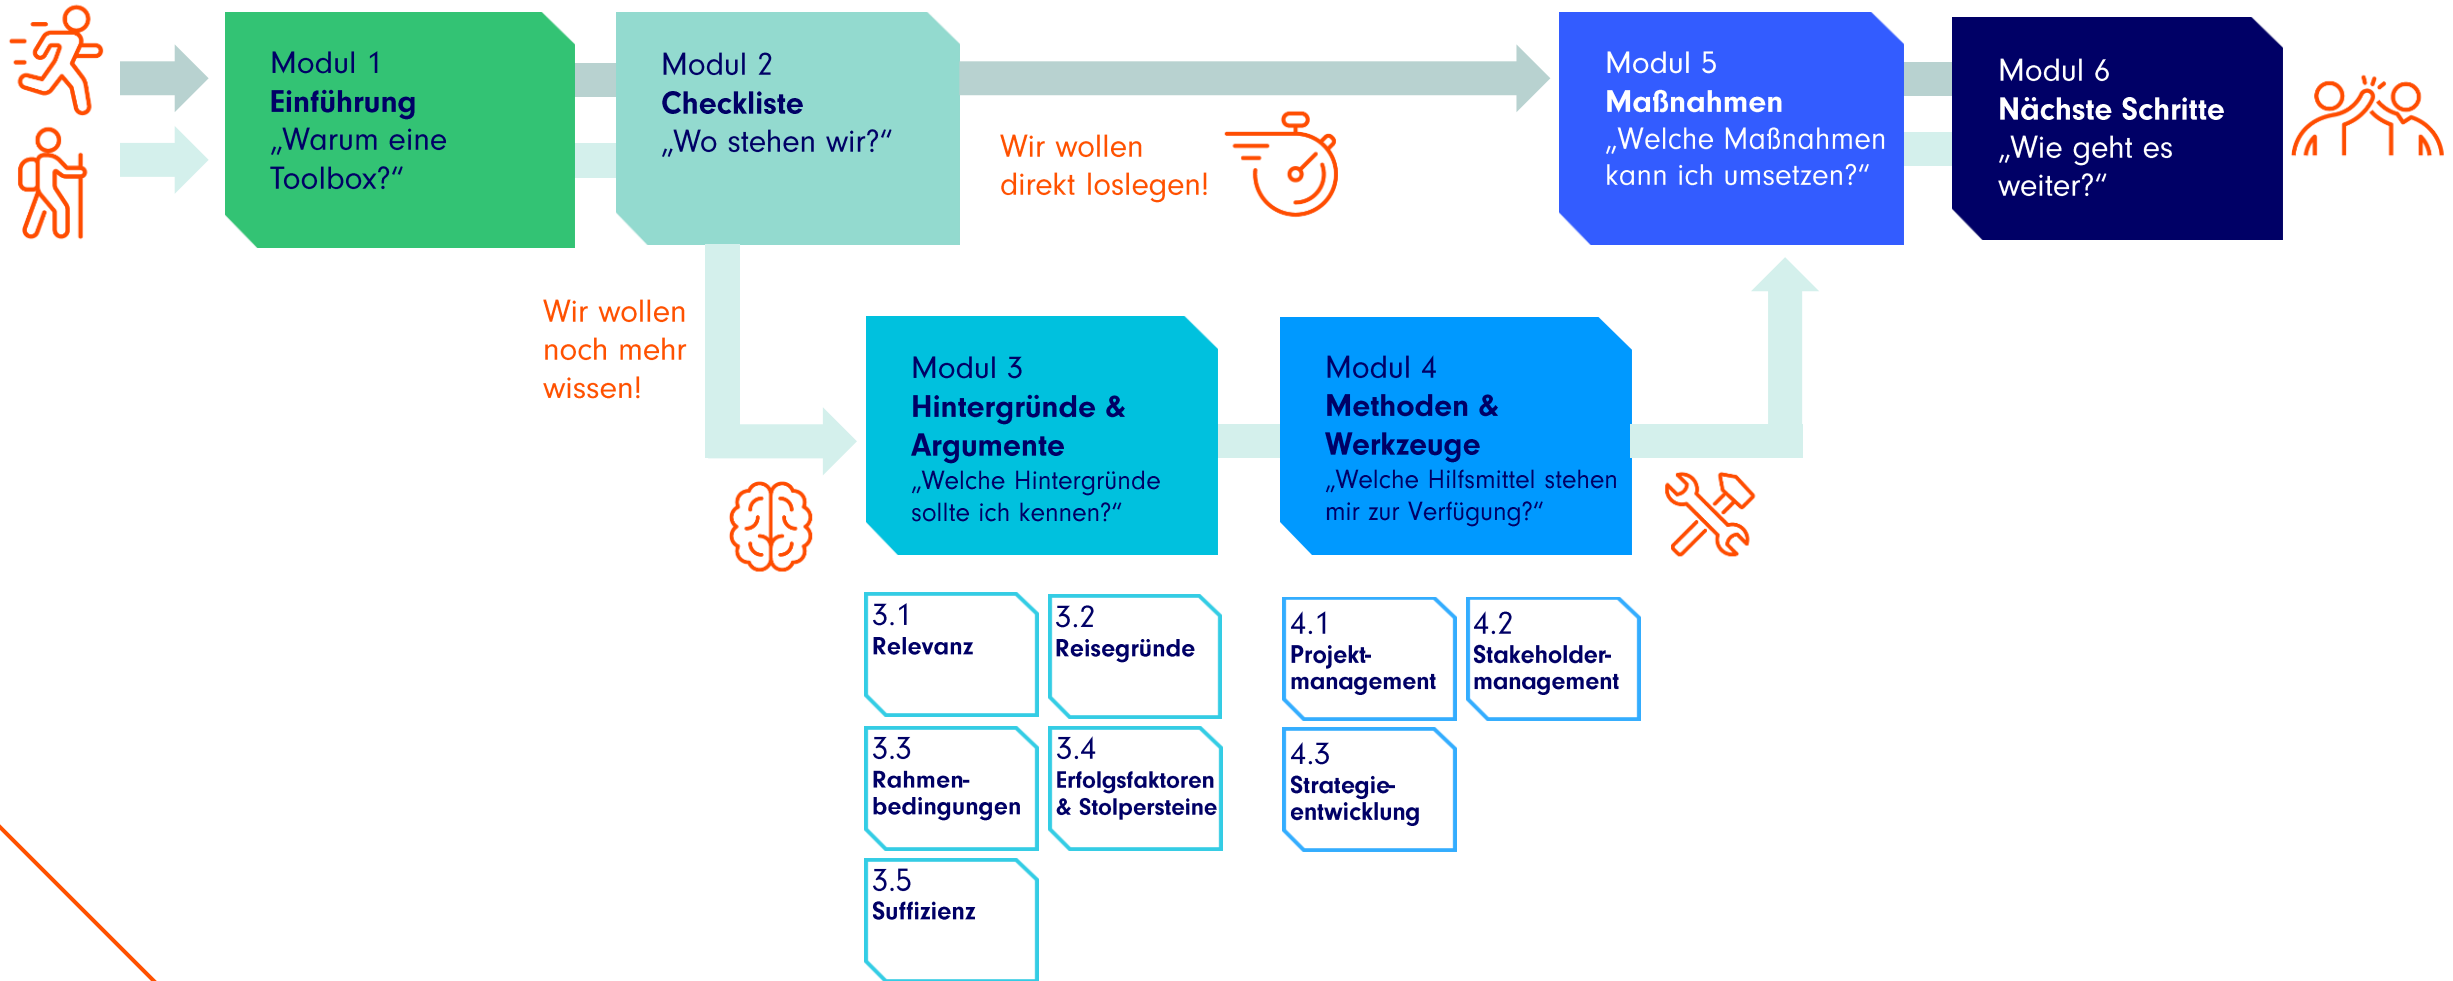 Modul 1
Einführung
„Warum eine
Toolbox?“
Modul 2
Checkliste
„Wo stehen wir?“
Wir wollen
direkt loslegen!
Modul 5
Maßnahmen
„Welche Maßnahmen
kann ich umsetzen?“
Modul 6
Nächste Schritte
„Wie geht es
weiter?“
Wir wollen
noch mehr
wissen!
Modul 3
Hintergründe &
Argumente
„Welche Hintergründe
sollte ich kennen?“
Modul 4
Methoden &
Werkzeuge
„Welche Hilfsmittel stehen
mir zur Verfügung?“
3.1
Relevanz
3.2
Reisegründe
3.3
Rahmen-
bedingungen
3.4
Erfolgsfaktoren
& Stolpersteine
3.5
Suffizienz
4.1
Projekt-
management
4.2
Stakeholder-
management
4.3
Strategie-
entwicklung